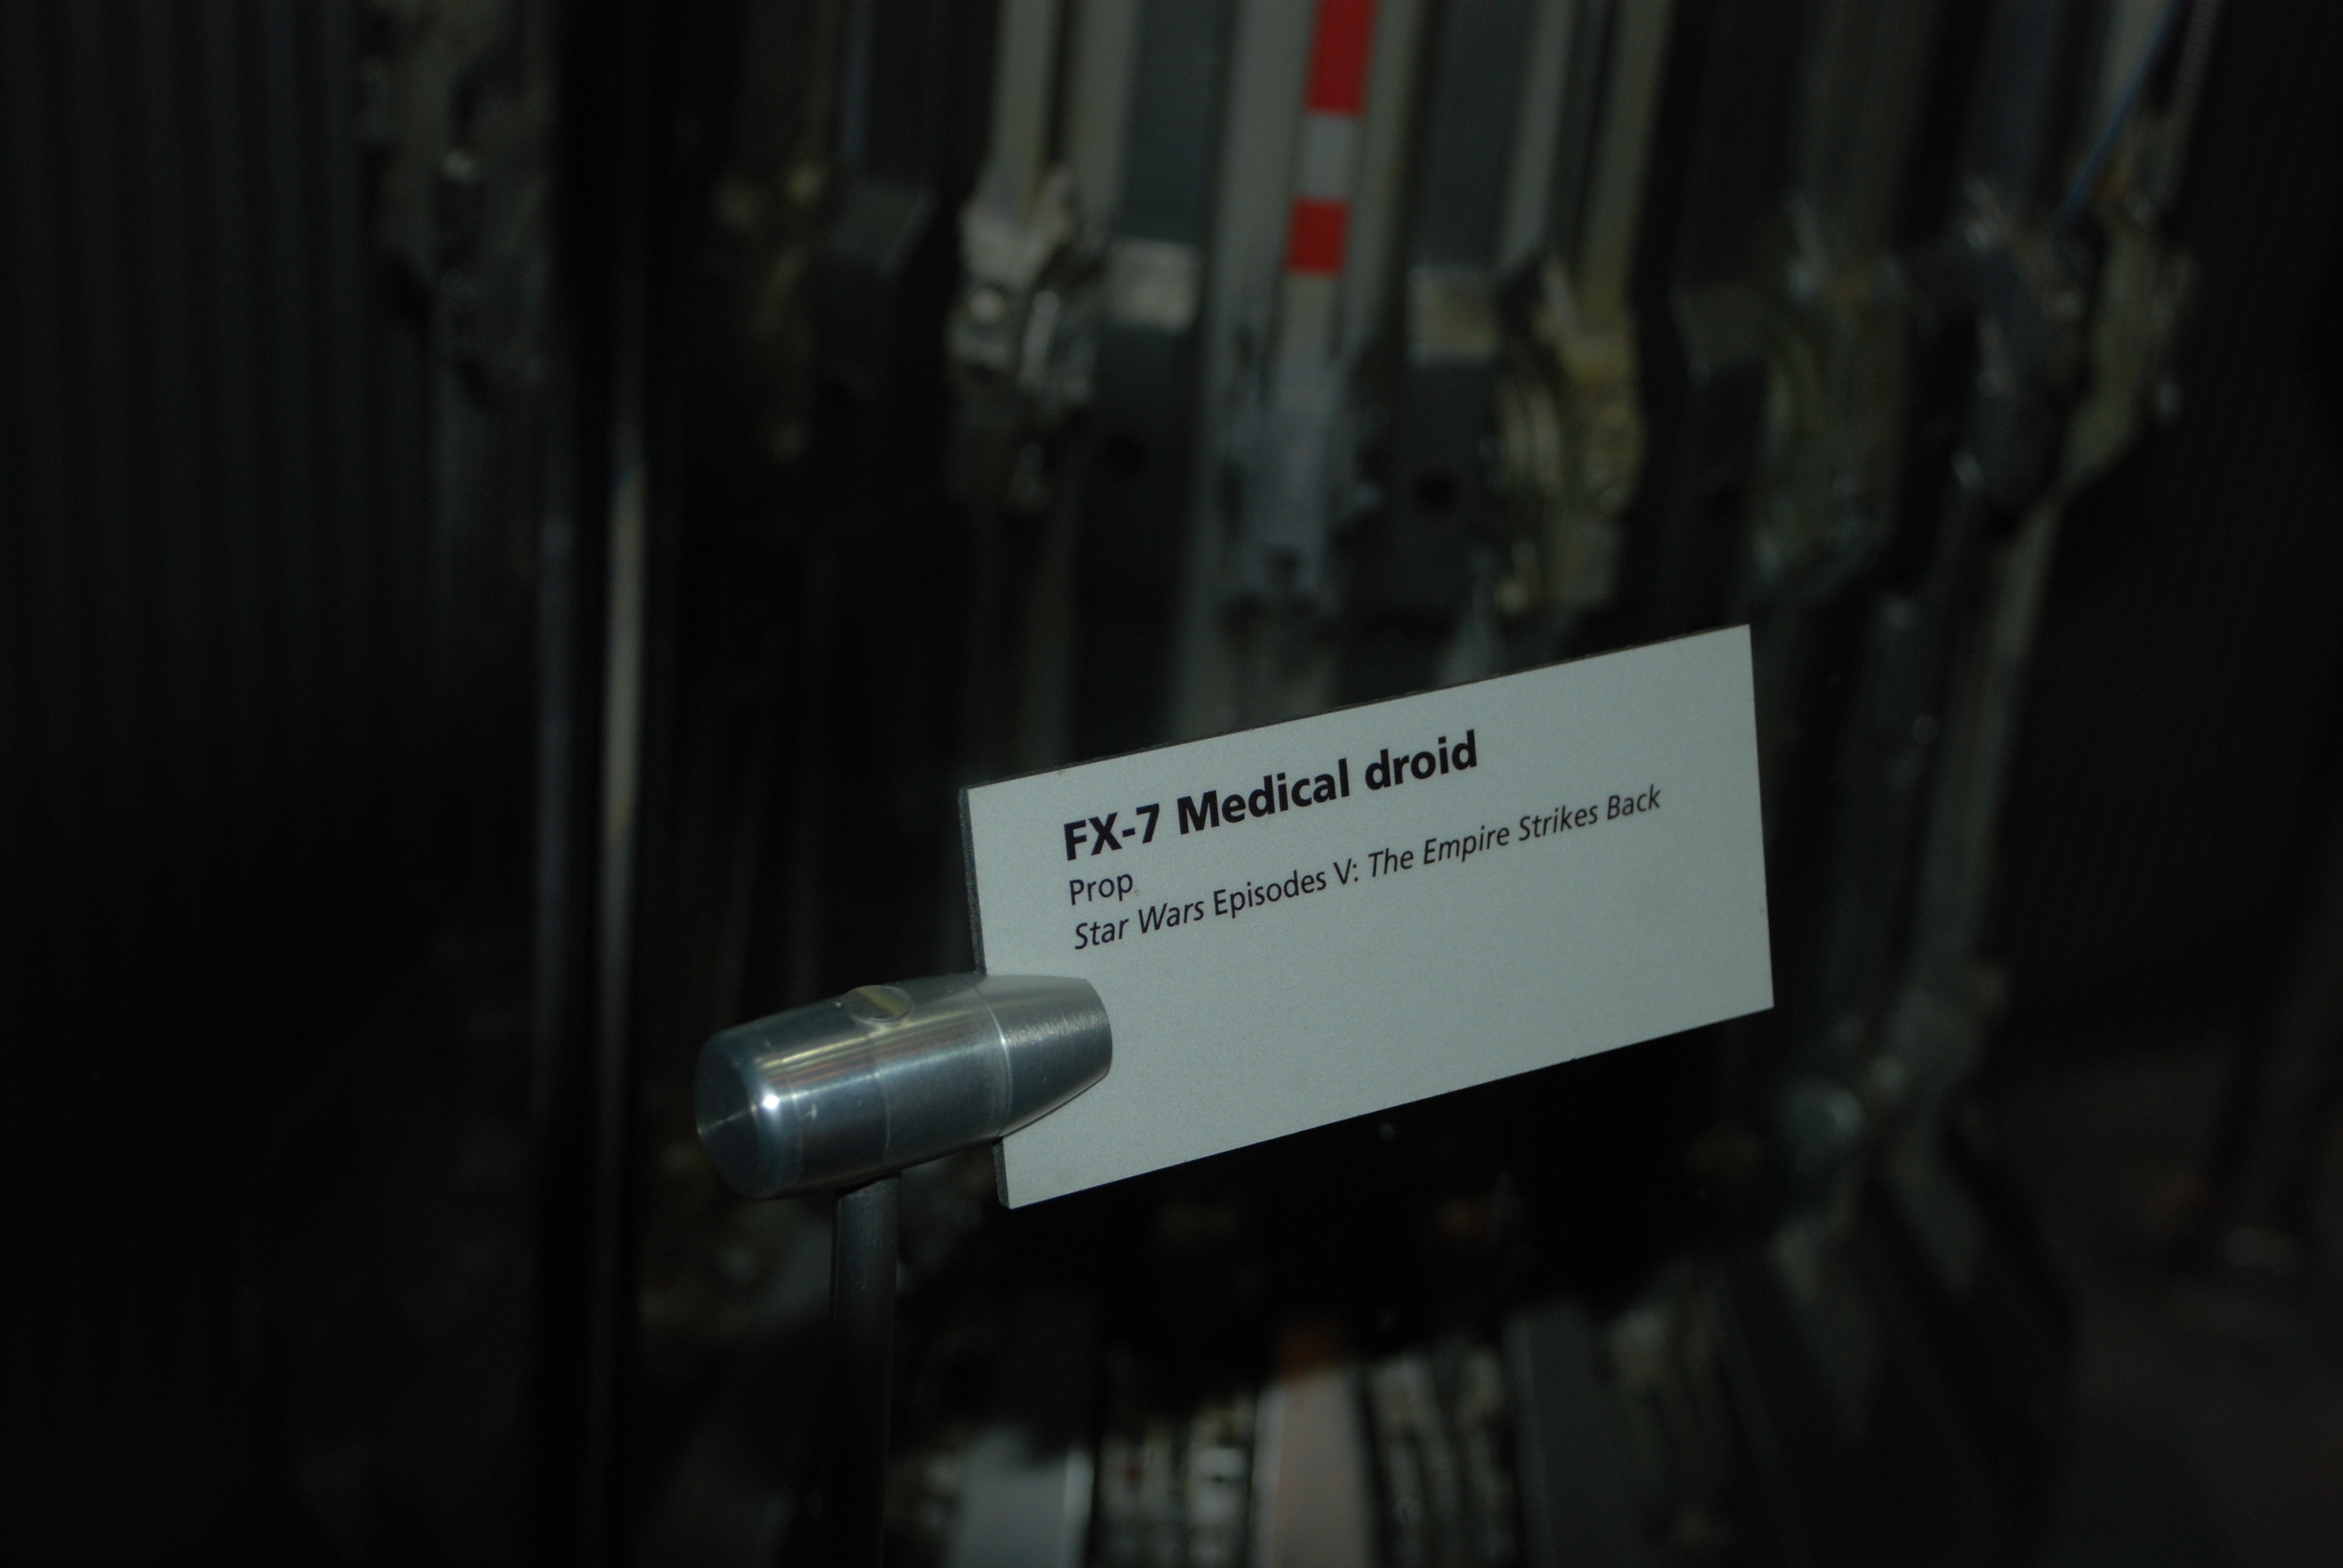 FX-7 Medical droid
Prop
Star Wars Episodes V: The Empire Strikes Back